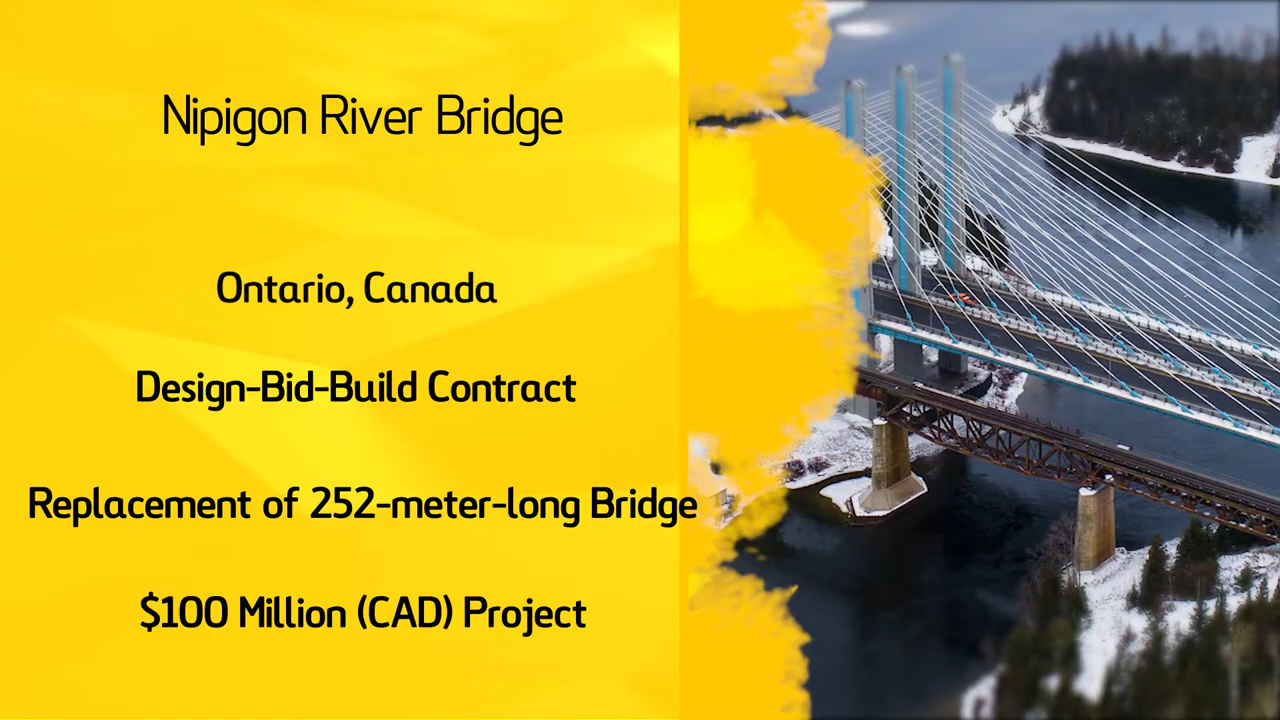 Nipigon River Bridge
Ontario, Canada
Design-Bid-Build Contract
Replacement of 252-meter-long Bridge
$100 Million (CAD) Project